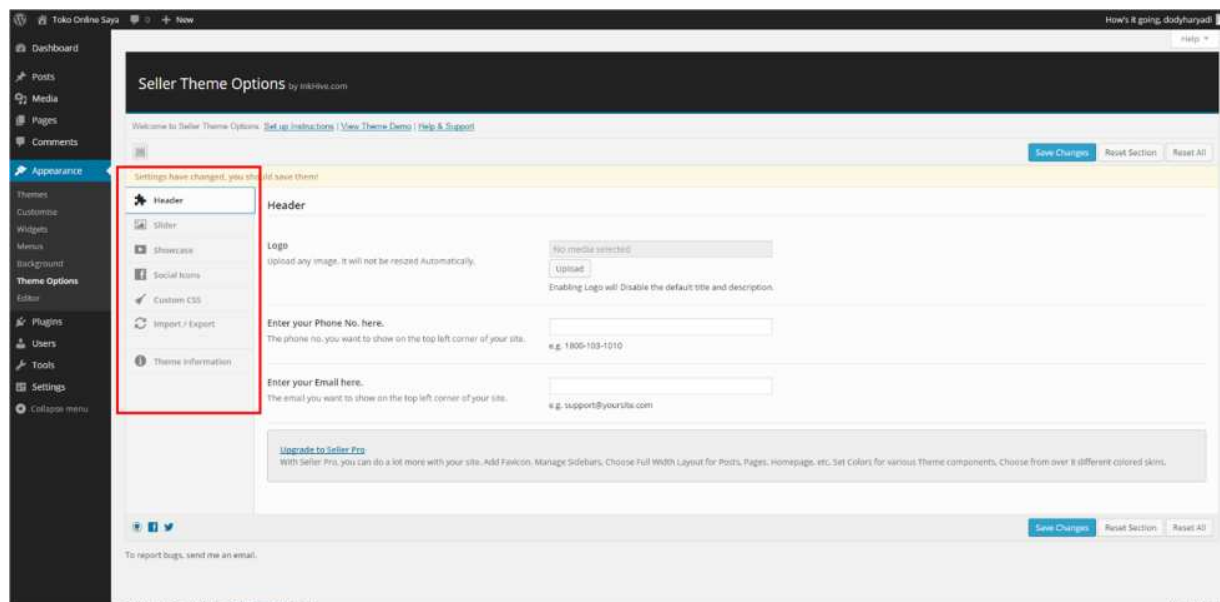 Toko Online Saya 0 + New
How's it going, dodyharyadi
Help
Dashboard
Posts
Media
Pages
Comments
Appearance
Themes
Customise
Widgets
Menus
Background
Theme Options
Editor
Plugins
Users
Tools
Settings
Collapse menu
Seller Theme Options by InkHive.com
Welcome to Seller Theme Options. Set up Instructions | View Theme Demo | Help & Support
Save Changes Reset Section Reset All
Settings have changed, you should save them!
Header
Slider
Showcase
Social Icons
Custom CSS
Import / Export
Theme Information
Header
Logo
Upload any image. It will not be resized Automatically.
No media selected
Upload
Enabling Logo will Disable the default title and description.
Enter your Phone No. here.
The phone no. you want to show on the top left corner of your site.
e.g. 1800-103-1010
Enter your Email here.
The email you want to show on the top left corner of your site.
e.g. support@yoursite.com
Upgrade to Seller Pro
With Seller Pro, you can do a lot more with your site. Add Favicon. Manage Sidebars, Choose Full Width Layout for Posts, Pages, Homepage, etc. Set Colors for various Theme components, Choose from over 8 different colored skins.
Save Changes Reset Section Reset All
To report bugs, send me an email.